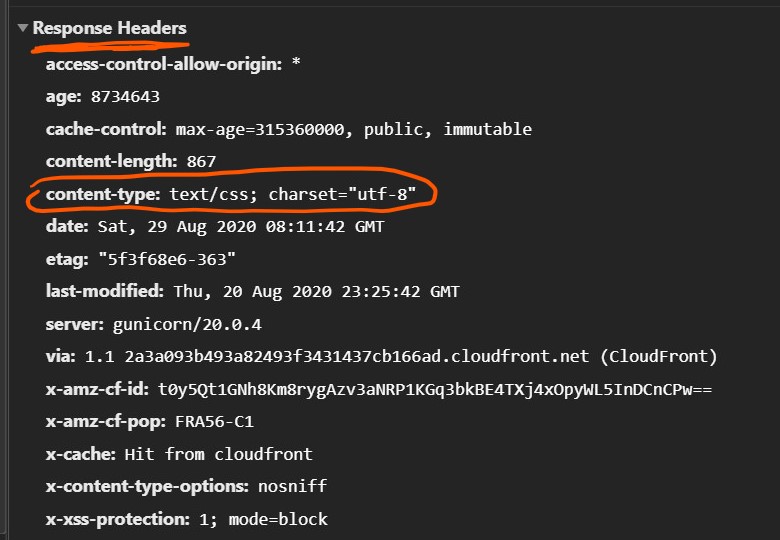 Response Headers
access-control-allow-origin: *
age: 8734643
cache-control: max-age=315360000, public, immutable
content-length: 867
content-type: text/css; charset="utf-8"
date: Sat, 29 Aug 2020 08:11:42 GMT
etag: "5f3f68e6-363"
last-modified: Thu, 20 Aug 2020 23:25:42 GMT
server: gunicorn/20.0.4
via: 1.1 2a3a093b493a82493f3431437cb166ad.cloudfront.net (CloudFront)
x-amz-cf-id: t0y5Qt1GNh8Km8rygAzv3aNRP1KGq3bkBE4TXj4xOpyWL5InDCnCPw==
x-amz-cf-pop: FRA56-C1
x-cache: Hit from cloudfront
x-content-type-options: nosniff
x-xss-protection: 1; mode=block